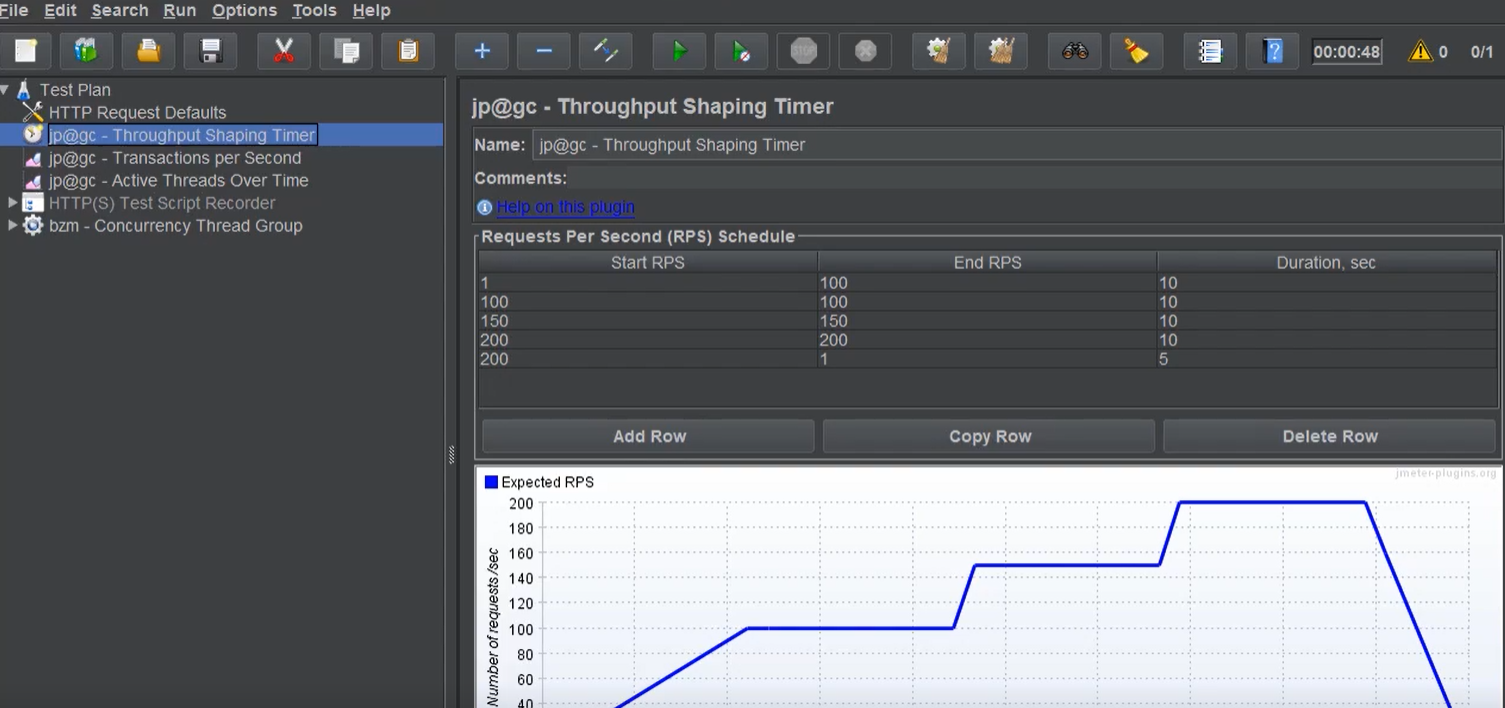 File Edit Search Run Options Tools Help
STOP
? 00:00:48 0 0/1
Test Plan
HTTP Request Defaults
jp@gc - Throughput Shaping Timer
jp@gc - Transactions per Second
jp@gc - Active Threads Over Time
HTTP(S) Test Script Recorder
bzm - Concurrency Thread Group
jp@gc - Throughput Shaping Timer
Name: jp@gc - Throughput Shaping Timer
Comments:
Help on this plugin
Requests Per Second (RPS) Schedule
Start RPS End RPS Duration, sec
1 100 10
100 100 10
150 150 10
200 200 10
200 1 5
Add Row Copy Row Delete Row
jmeter-plugins.org
Expected RPS
200
180
160
140
120
100
80
60
40
Number of requests /sec